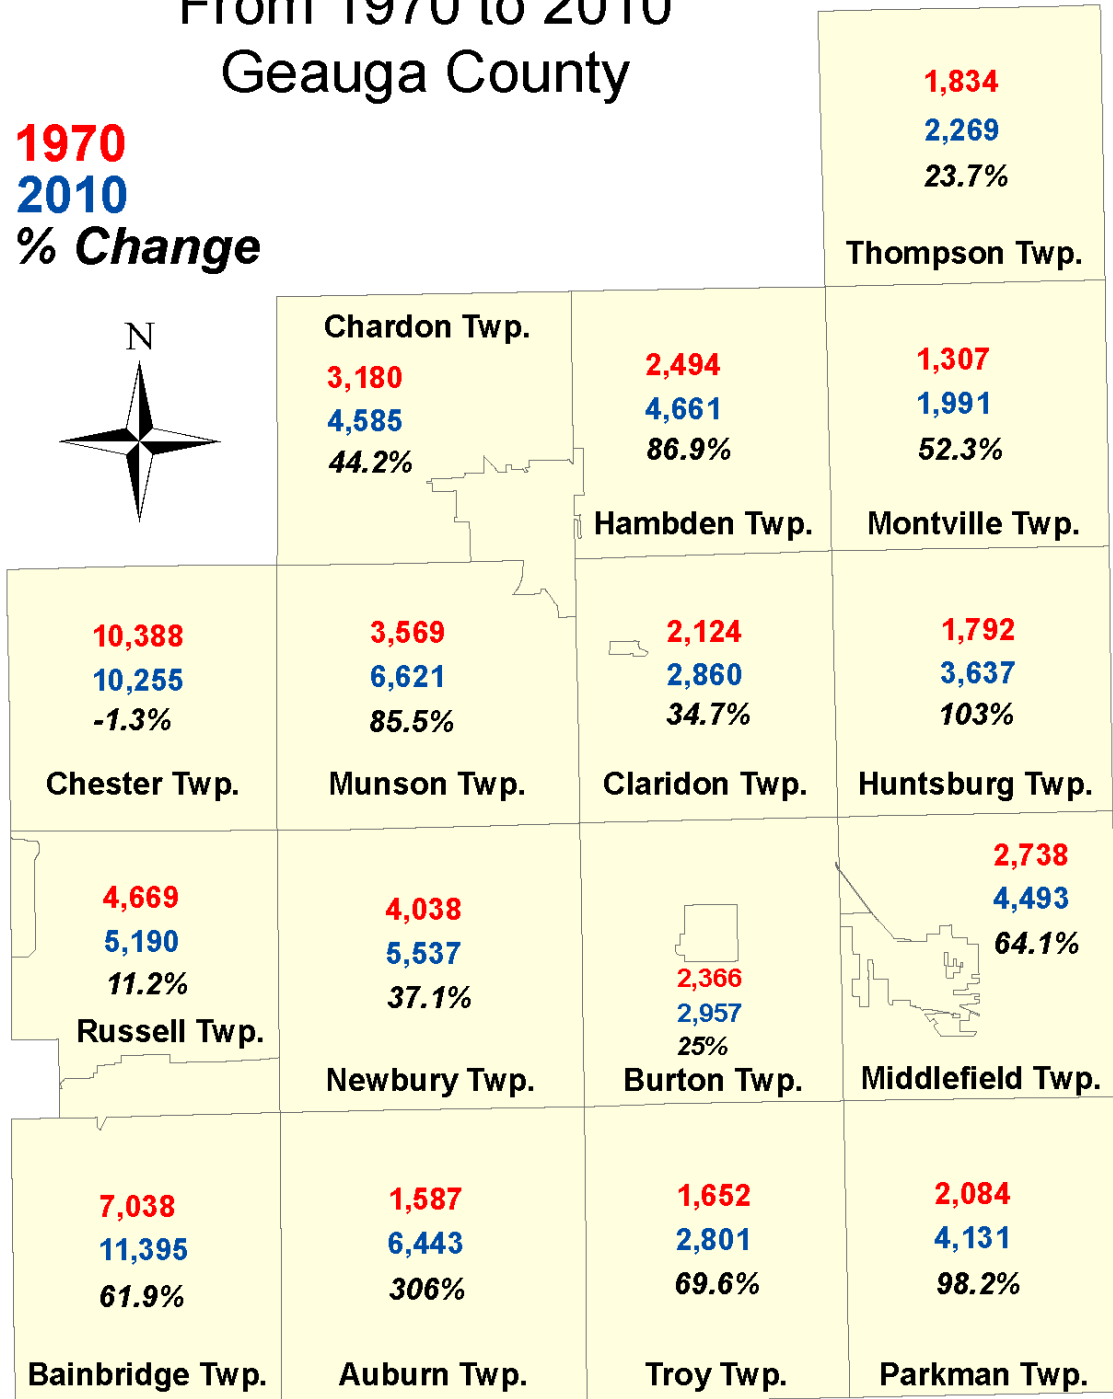 From 1970 to 2010
Geauga County
1970
2010
% Change
N
1,834
2,269
23.7%
Thompson Twp.
Chardon Twp.
3,180
4,585
44.2%
2,494
4,661
86.9%
Hambden Twp.
1,307
1,991
52.3%
Montville Twp.
10,388
10,255
-1.3%
Chester Twp.
3,569
6,621
85.5%
Munson Twp.
2,124
2,860
34.7%
Claridon Twp.
1,792
3,637
103%
Huntsburg Twp.
4,669
5,190
11.2%
Russell Twp.
4,038
5,537
37.1%
Newbury Twp.
2,366
2,957
25%
Burton Twp.
2,738
4,493
64.1%
Middlefield Twp.
7,038
11,395
61.9%
Bainbridge Twp.
1,587
6,443
306%
Auburn Twp.
1,652
2,801
69.6%
Troy Twp.
2,084
4,131
98.2%
Parkman Twp.